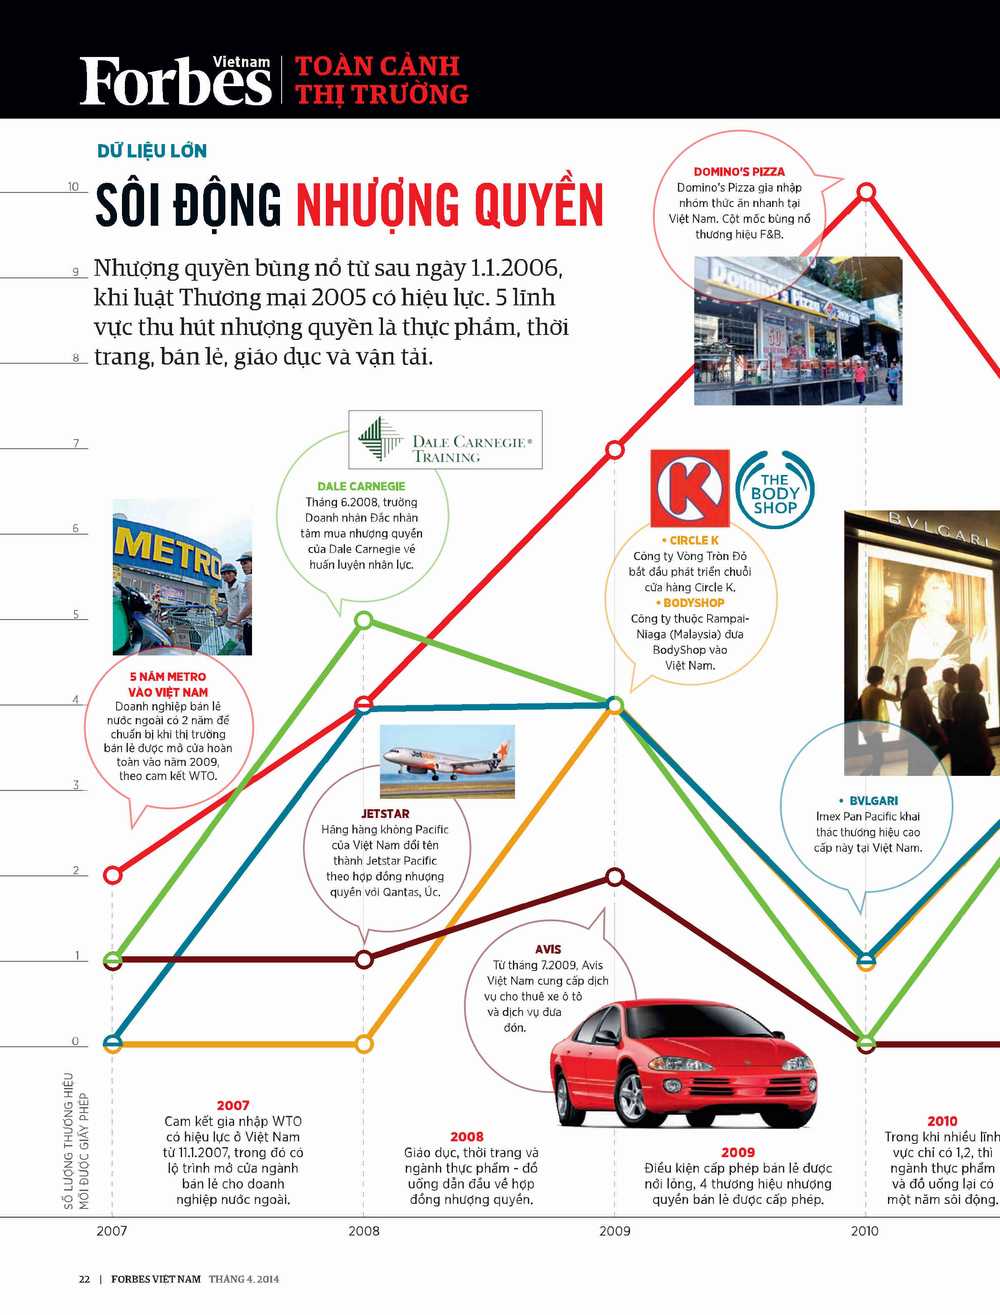 Forbes
Vietnam
TOÀN CẢNH
THỊ TRƯỜNG
DỮ LIỆU LỚN
SÔI ĐỘNG NHƯỢNG QUYỀN
Nhượng quyền bùng nổ từ sau ngày 1.1.2006,
khi luật Thương mại 2005 có hiệu lực. 5 lĩnh
vực thu hút nhượng quyền là thực phẩm, thời
trang, bán lẻ, giáo dục và vận tải.
10
9
8
7
6
5
4
3
2
1
0
DOMINO'S PIZZA
Domino's Pizza gia nhập
nhóm thức ăn nhanh tại
Việt Nam. Cột mốc bùng nổ
thương hiệu F&B.
Domino's Pizza
DALE CARNEGIE®
TRAINING
DALE CARNEGIE
Tháng 6.2008, trường
Doanh nhân Đắc nhân
tâm mua nhượng quyền
của Dale Carnegie về
huấn luyện nhân lực.
K
THE
BODY
SHOP
• CIRCLE K
Công ty Vòng Tròn Đỏ
bắt đầu phát triển chuỗi
cửa hàng Circle K.
• BODYSHOP
Công ty thuộc Rampai-
Niaga (Malaysia) đưa
BodyShop vào
Việt Nam.
BVLGARI
METRO
5 NĂM METRO
VÀO VIỆT NAM
Doanh nghiệp bán lẻ
nước ngoài có 2 năm để
chuẩn bị khi thị trường
bán lẻ được mở cửa hoàn
toàn vào năm 2009,
theo cam kết WTO.
Jetstar
JETSTAR
Hãng hàng không Pacific
của Việt Nam đổi tên
thành Jetstar Pacific
theo hợp đồng nhượng
quyền với Qantas, Úc.
• BVLGARI
Imex Pan Pacific khai
thác thương hiệu cao
cấp này tại Việt Nam.
AVIS
Từ tháng 7.2009, Avis
Việt Nam cung cấp dịch
vụ cho thuê xe ô tô
và dịch vụ đưa
đón.
SỐ LƯỢNG THƯƠNG HIỆU
MỚI ĐƯỢC GIẤY PHÉP
2007
Cam kết gia nhập WTO
có hiệu lực ở Việt Nam
từ 11.1.2007, trong đó có
lộ trình mở cửa ngành
bán lẻ cho doanh
nghiệp nước ngoài.
2008
Giáo dục, thời trang và
ngành thực phẩm - đồ
uống dẫn đầu về hợp
đồng nhượng quyền.
2009
Điều kiện cấp phép bán lẻ được
nới lỏng, 4 thương hiệu nhượng
quyền bán lẻ được cấp phép.
2010
Trong khi nhiều lĩnh
vực chỉ có 1,2, thì
ngành thực phẩm
và đồ uống lại có
một năm sôi động.
2007
2008
2009
2010
22 | FORBES VIỆT NAM THÁNG 4. 2014